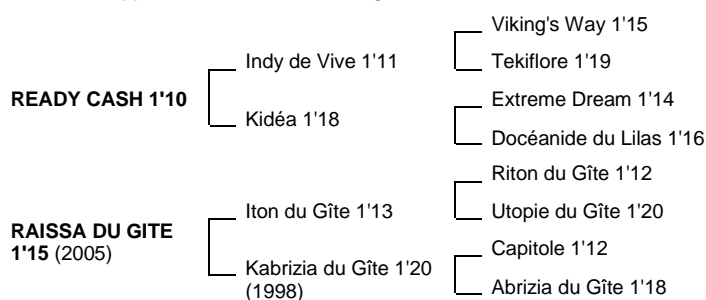 Viking's Way 1'15
Indy de Vive 1'11
Tekiflore 1'19
READY CASH 1'10
Extreme Dream 1'14
Kidéa 1'18
Docéanide du Lilas 1'16
Riton du Gîte 1'12
Iton du Gîte 1'13
Utopie du Gîte 1'20
RAISSA DU GITE
1'15 (2005)
Capitole 1'12
Kabrizia du Gîte 1'20
(1998)
Abrizia du Gîte 1'18